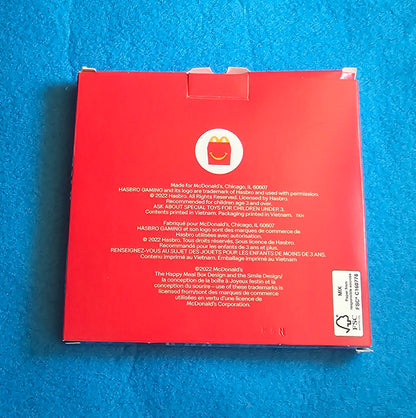 Made for McDonald's, Chicago, IL 60607
HASBRO GAMING and its logo are trademark of Hasbro and used with permission.
© 2022 Hasbro. All Rights Reserved. Licensed by Hasbro.
Recommended for children age 3 and over.
ASK ABOUT SPECIAL TOYS FOR CHILDREN UNDER 3.
Contents printed in Vietnam. Packaging printed in Vietnam.
Fabriqué pour McDonald's, Chicago, IL 60607
HASBRO GAMING et son logo sont des marques de commerce de
Hasbro utilisées avec autorisation.
© 2022 Hasbro. Tous droits réservés. Sous licence de Hasbro.
Recommandé pour les enfants de 3 ans et plus.
RENSEIGNEZ-VOUS AU SUJET DES JOUETS POUR LES ENFANTS DE MOINS DE 3 ANS.
Contenu imprimé au Vietnam. Emballage imprimé au Vietnam
©2022 McDonald's
The Happy Meal Box Design and the Smile Design/
la conception de la boîte à Joyeux festin et la
conception du sourire – use of these trademarks is
licensed from/sont des marques de commerce
utilisées en vertu d'une licence de
McDonald's Corporation.
MIX
Paper from
responsible sources
FSC® C160778
FSC